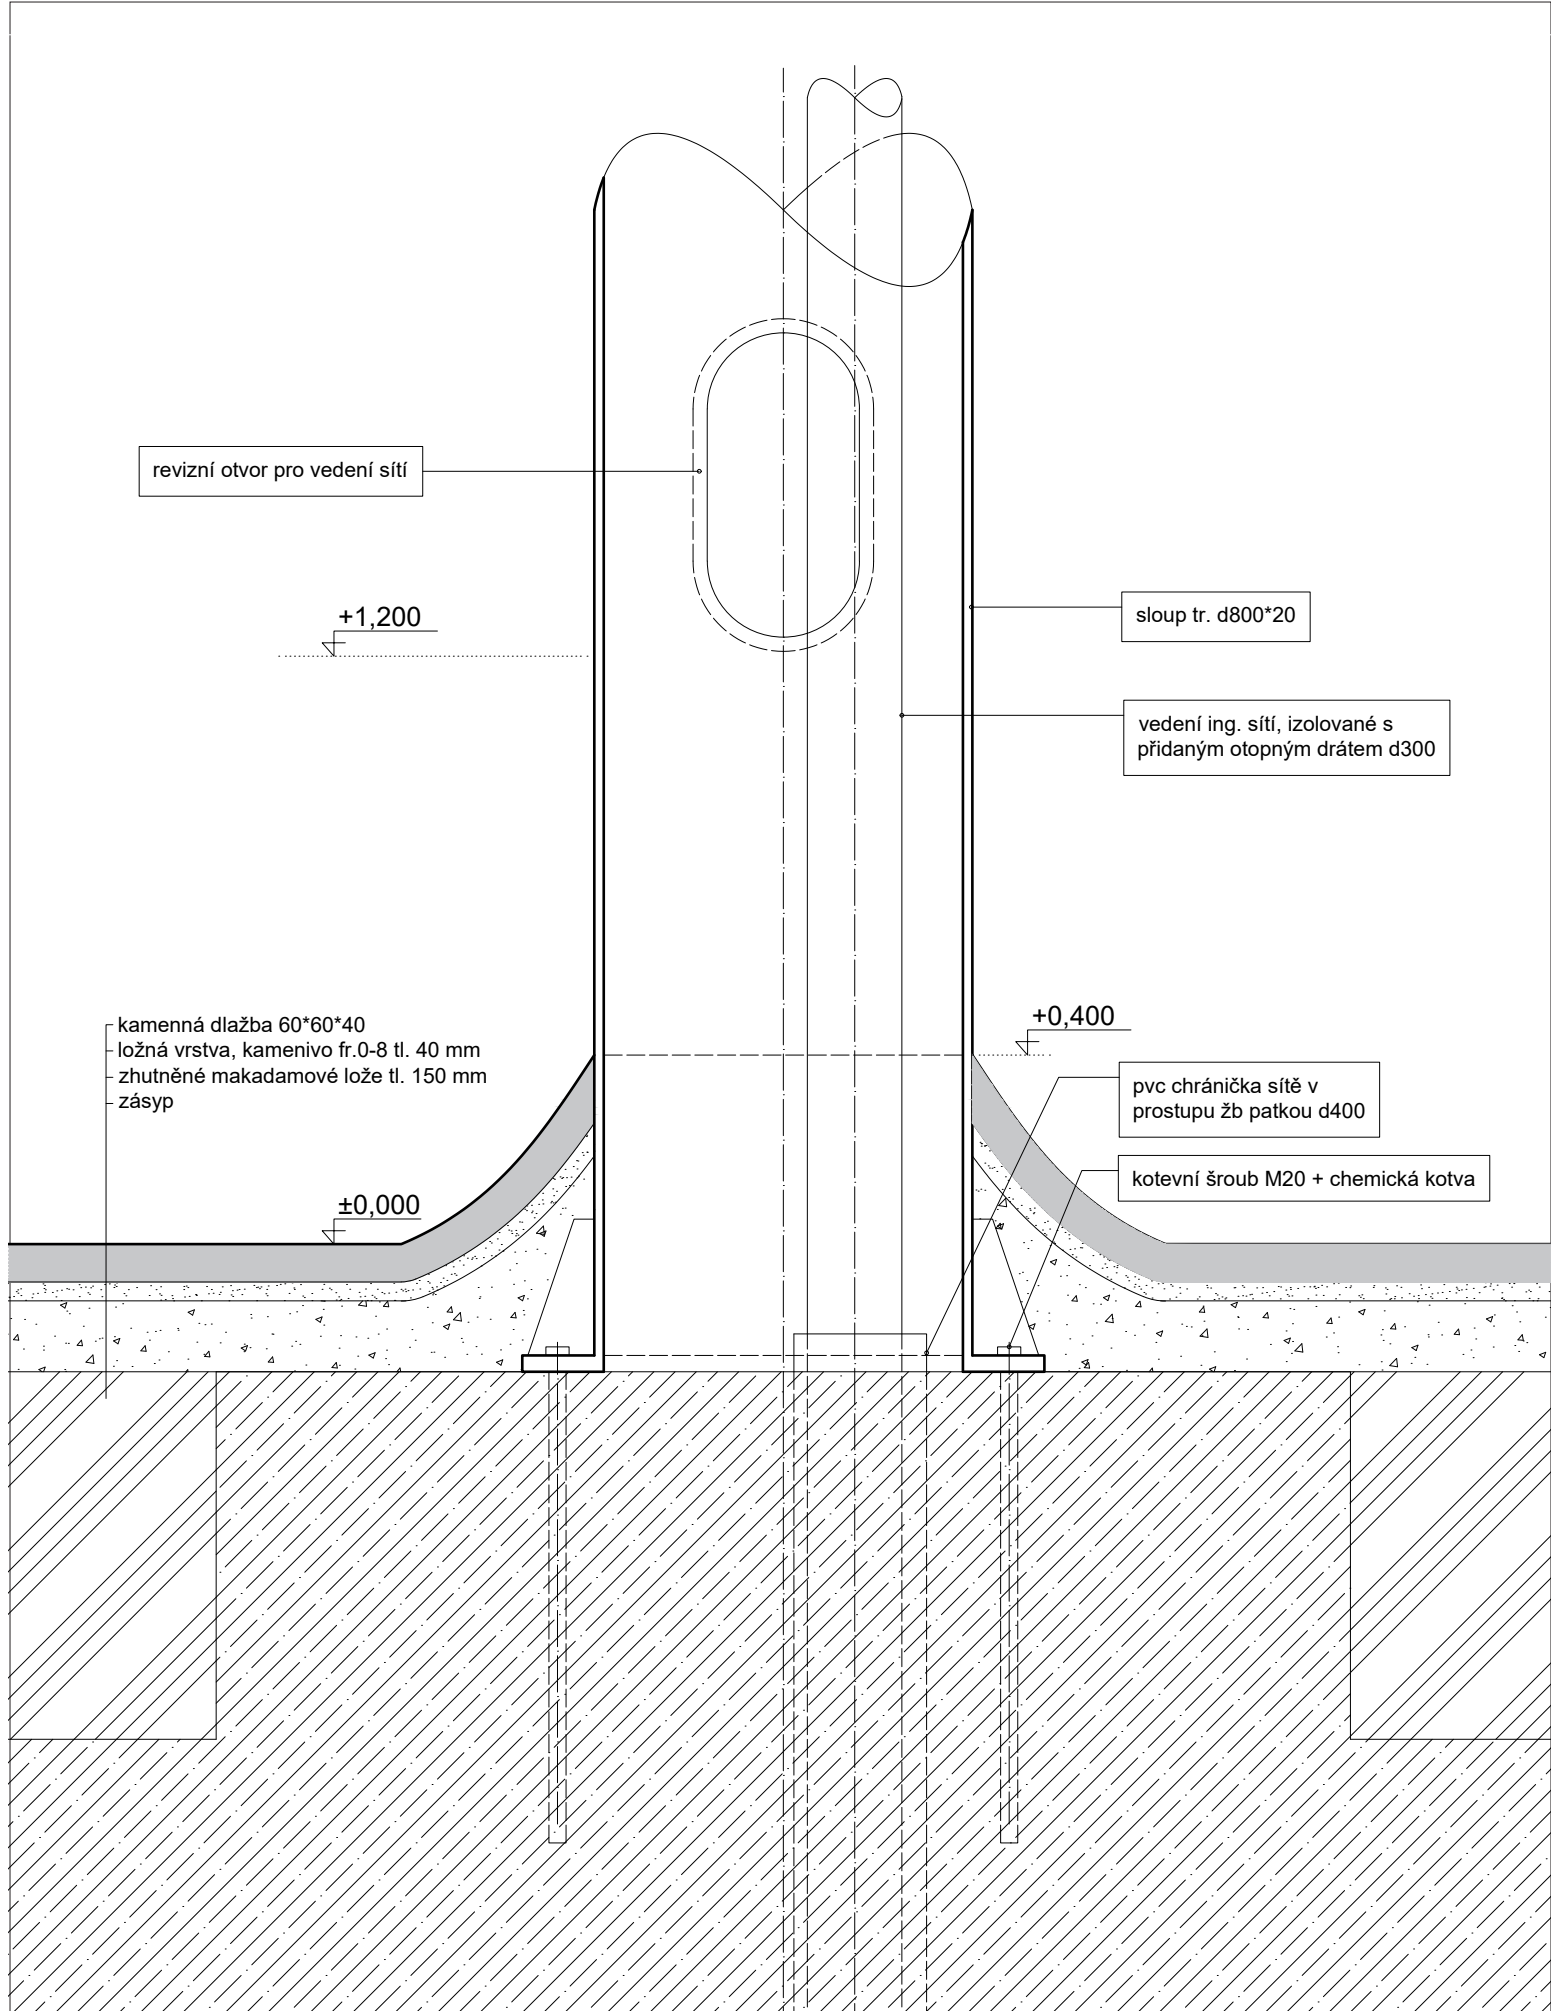 revizní otvor pro vedení sítí
+1,200
sloup tr. d800*20
vedení ing. sítí, izolované s
přidaným otopným drátem d300
kamenná dlažba 60*60*40
ložná vrstva, kamenivo fr.0-8 tl. 40 mm
zhutněné makadamové lože tl. 150 mm
zásyp
+0,400
pvc chránička sítě v
prostupu žb patkou d400
kotevní šroub M20 + chemická kotva
±0,000